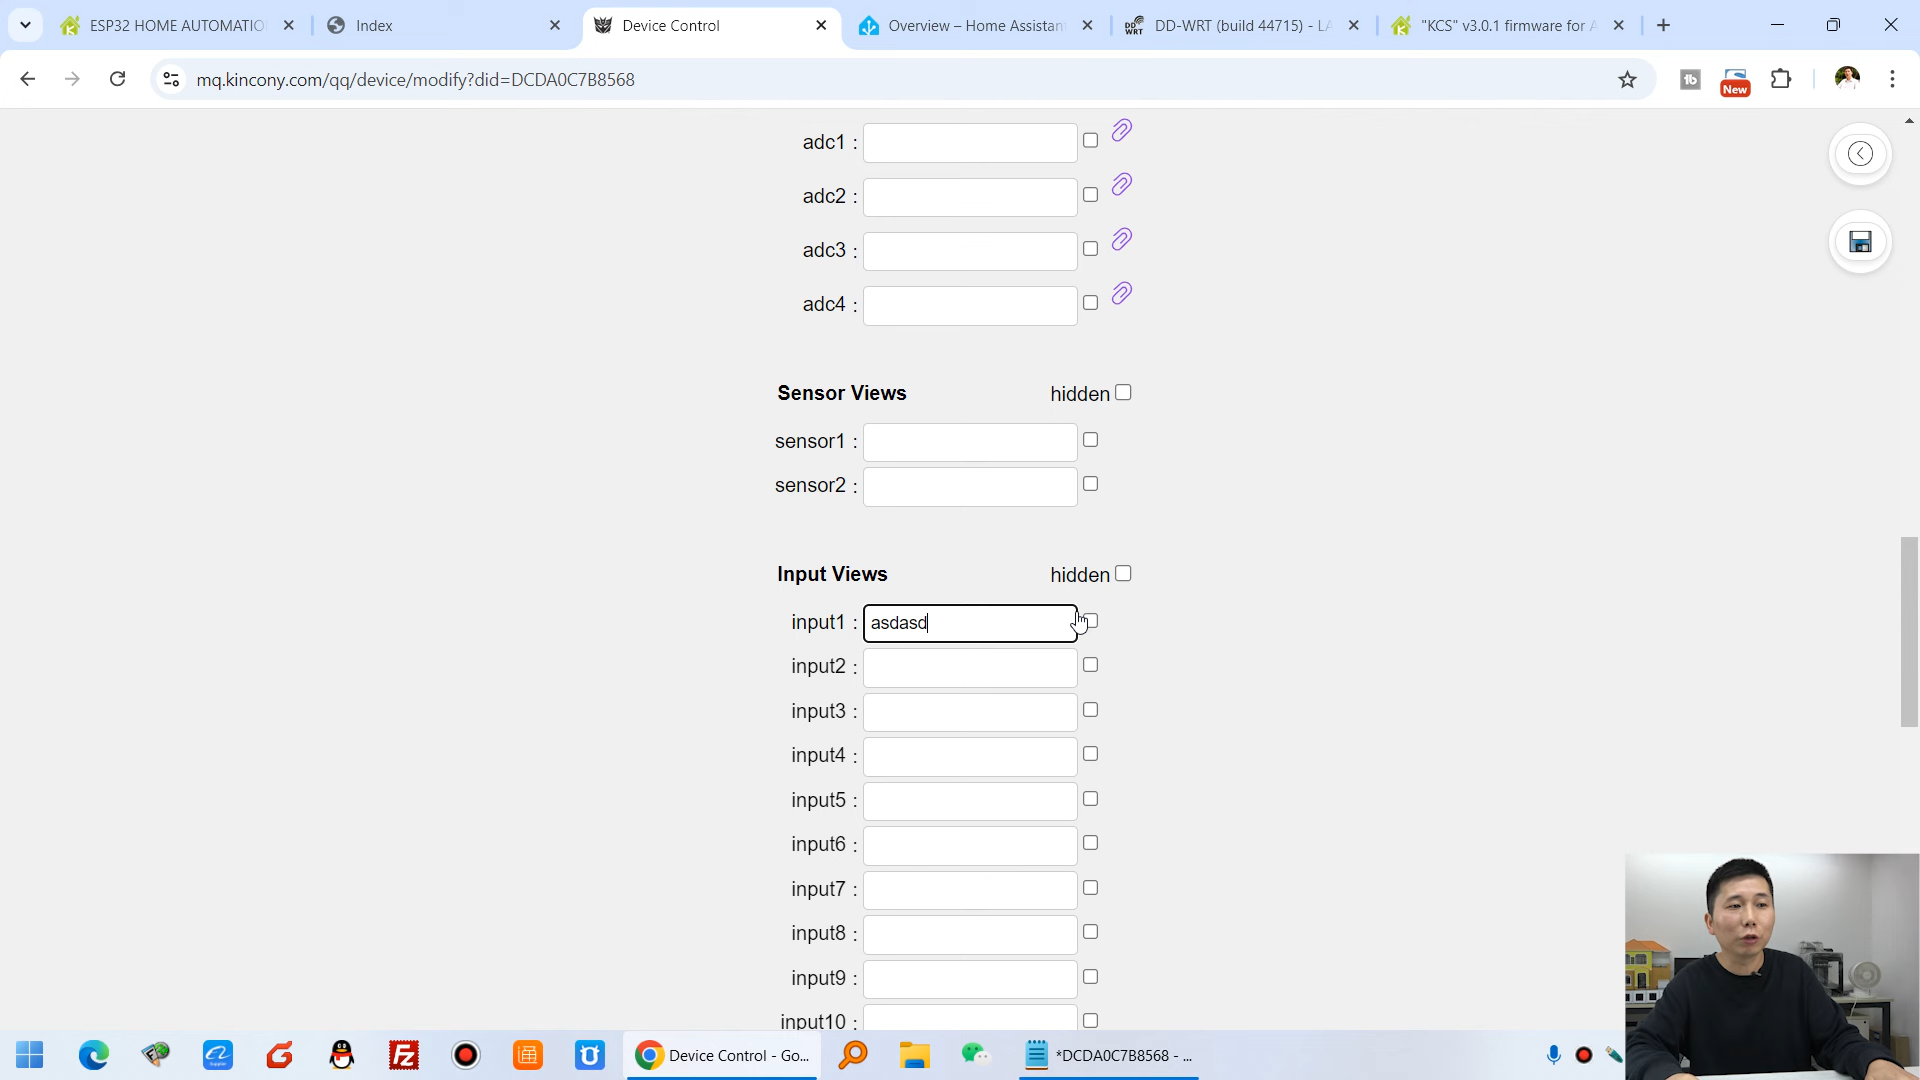 ESP32 HOME AUTOMATIO
Index
Device Control
Overview – Home Assistan
DD-WRT (build 44715) - LA
"KCS" v3.0.1 firmware for A
mq.kincony.com/qq/device/modify?did=DCDA0C7B8568
New
adc1 :
adc2 :
adc3 :
adc4 :
Sensor Views hidden
sensor1 :
sensor2 :
Input Views hidden
input1 : asdasd
input2 :
input3 :
input4 :
input5 :
input6 :
input7 :
input8 :
input9 :
input10 :
Device Control - Go...
*DCDA0C7B8568 - ...